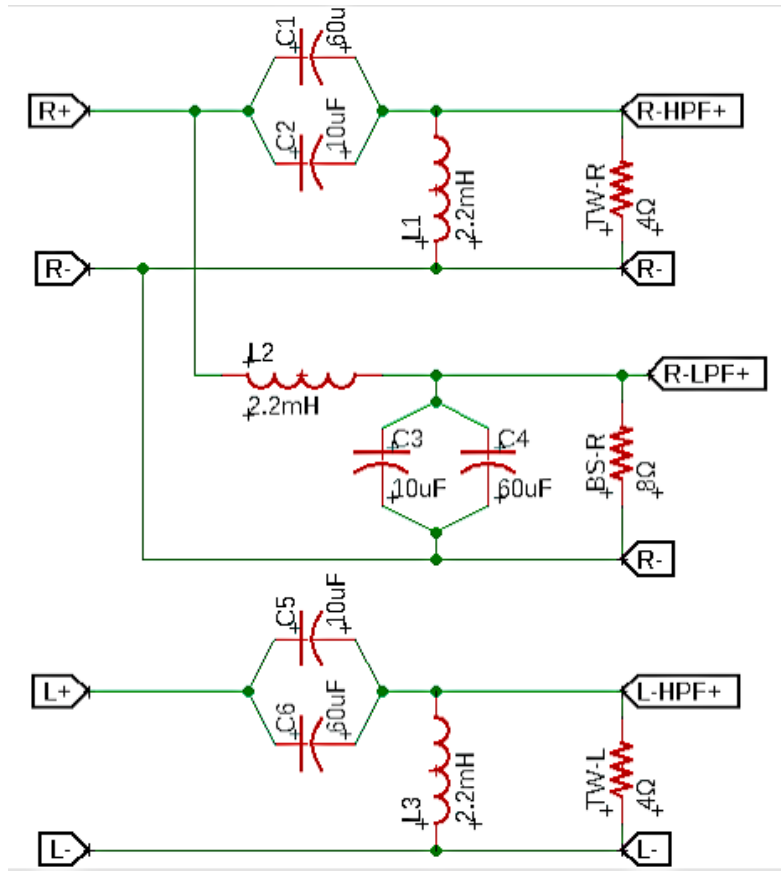 C1
60u
R+
C2
10uF
R-HPF+
L1
2.2mH
TW-R
4Ω
R-
R-
L2
2.2mH
R-LPF+
C3
10uF
C4
60uF
BS-R
8Ω
R-
C5
10uF
L+
C6
60uF
L-HPF+
L3
2.2mH
TW-L
4Ω
L-
L-